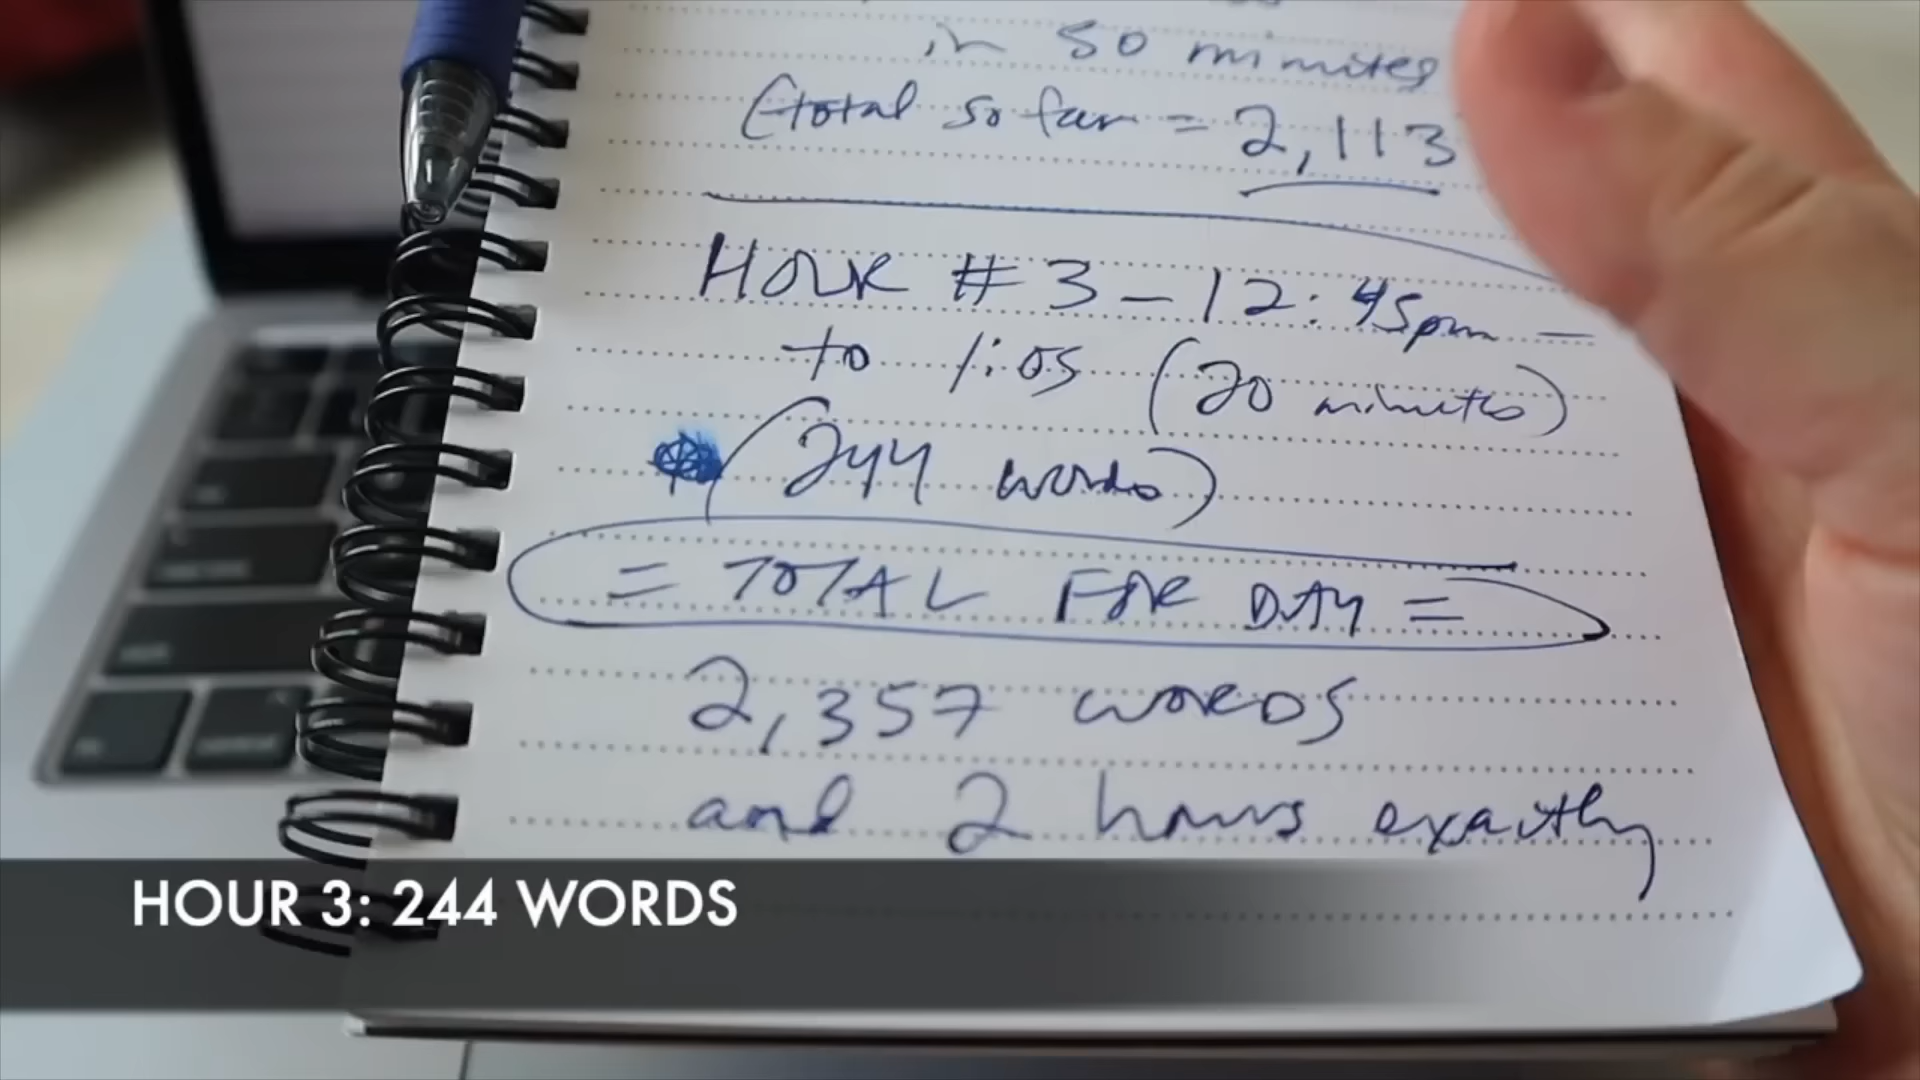 in 50 minutes
(total so far = 2,113
HOUR # 3 – 12:45pm –
to 1:05 (20 minutes)
(244 words)
= TOTAL FOR DAY =
2,357 WORDS
and 2 hours exactly
HOUR 3: 244 WORDS